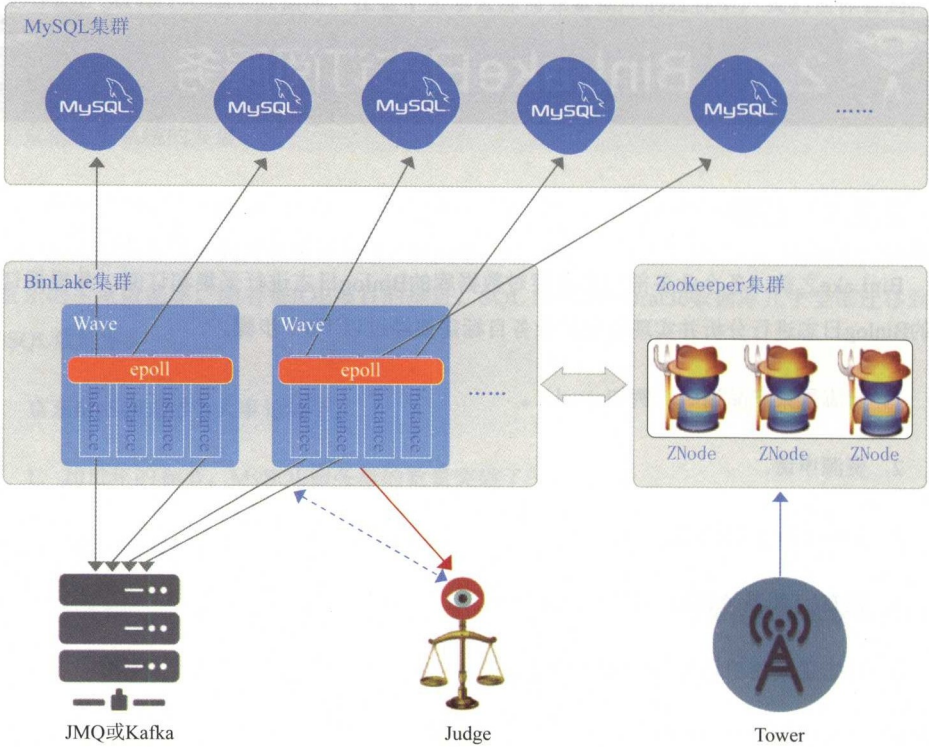 MySQL集群
MySQL
MySQL
MySQL
MySQL
MySQL
……
BinLake集群
Wave
epoll
instance
instance
instance
instance
Wave
epoll
instance
instance
instance
instance
……
ZooKeeper集群
ZNode
ZNode
ZNode
JMQ或Kafka
Judge
Tower